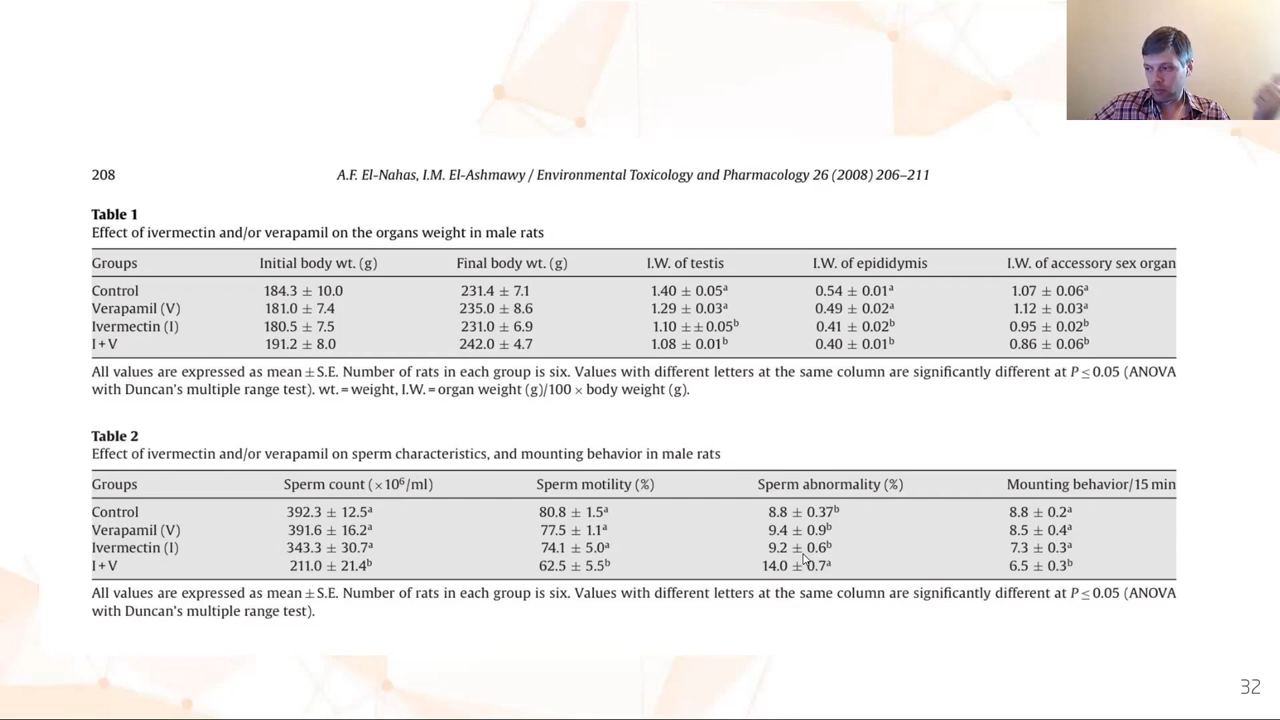 208 A.F. El-Nahas, I.M. El-Ashmawy / Environmental Toxicology and Pharmacology 26 (2008) 206–211
Table 1
Effect of ivermectin and/or verapamil on the organs weight in male rats
Groups Initial body wt. (g) Final body wt. (g) I.W. of testis I.W. of epididymis I.W. of accessory sex organ
Control 184.3 ± 10.0 231.4 ± 7.1 1.40 ± 0.05ᵃ 0.54 ± 0.01ᵃ 1.07 ± 0.06ᵃ
Verapamil (V) 181.0 ± 7.4 235.0 ± 8.6 1.29 ± 0.03ᵃ 0.49 ± 0.02ᵃ 1.12 ± 0.03ᵃ
Ivermectin (I) 180.5 ± 7.5 231.0 ± 6.9 1.10 ±±0.05ᵇ 0.41 ± 0.02ᵇ 0.95 ± 0.02ᵇ
I + V 191.2 ± 8.0 242.0 ± 4.7 1.08 ± 0.01ᵇ 0.40 ± 0.01ᵇ 0.86 ± 0.06ᵇ
All values are expressed as mean ± S.E. Number of rats in each group is six. Values with different letters at the same column are significantly different at P ≤ 0.05 (ANOVA
with Duncan's multiple range test). wt. = weight, I.W. = organ weight (g)/100 × body weight (g).
Table 2
Effect of ivermectin and/or verapamil on sperm characteristics, and mounting behavior in male rats
Groups Sperm count (×10⁶/ml) Sperm motility (%) Sperm abnormality (%) Mounting behavior/15 min
Control 392.3 ± 12.5ᵃ 80.8 ± 1.5ᵃ 8.8 ± 0.37ᵇ 8.8 ± 0.2ᵃ
Verapamil (V) 391.6 ± 16.2ᵃ 77.5 ± 1.1ᵃ 9.4 ± 0.9ᵇ 8.5 ± 0.4ᵃ
Ivermectin (I) 343.3 ± 30.7ᵃ 74.1 ± 5.0ᵃ 9.2 ± 0.6ᵇ 7.3 ± 0.3ᵃ
I + V 211.0 ± 21.4ᵇ 62.5 ± 5.5ᵇ 14.0 ± 0.7ᵃ 6.5 ± 0.3ᵇ
All values are expressed as mean ± S.E. Number of rats in each group is six. Values with different letters at the same column are significantly different at P ≤ 0.05 (ANOVA
with Duncan's multiple range test).
32